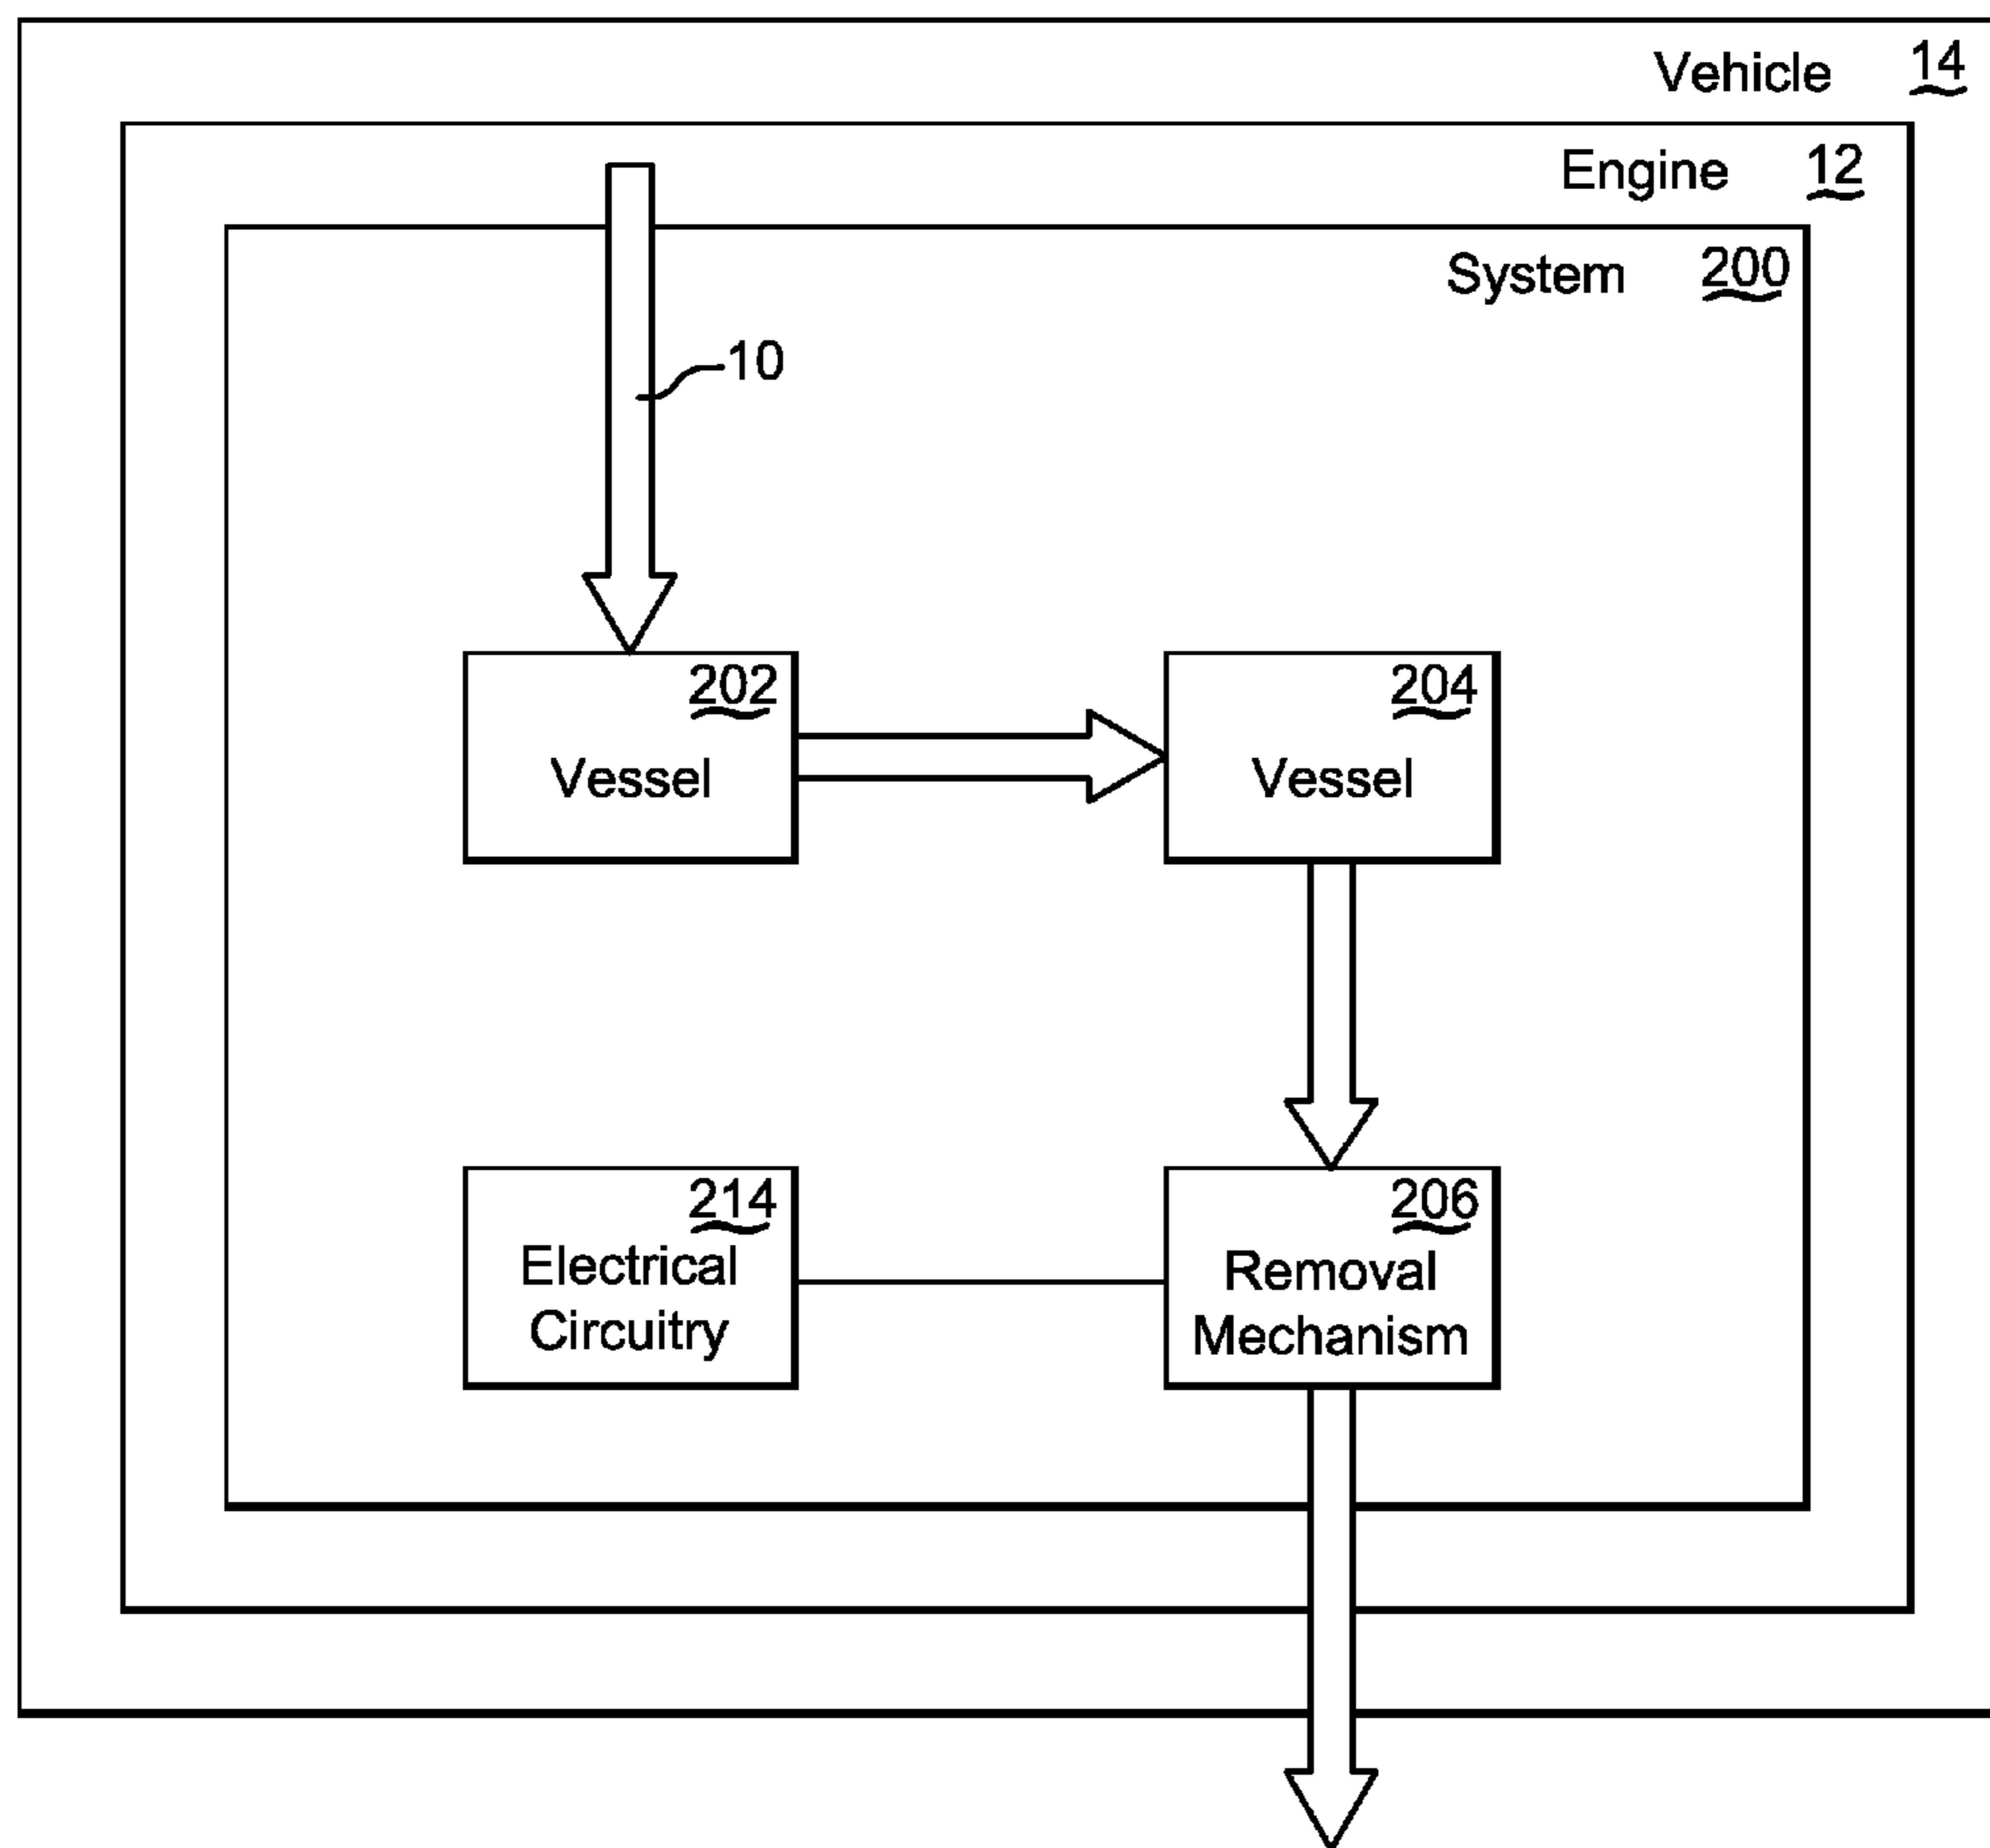 Vehicle 14
Engine 12
System 200
10
202
Vessel
204
Vessel
214
Electrical
Circuitry
206
Removal
Mechanism